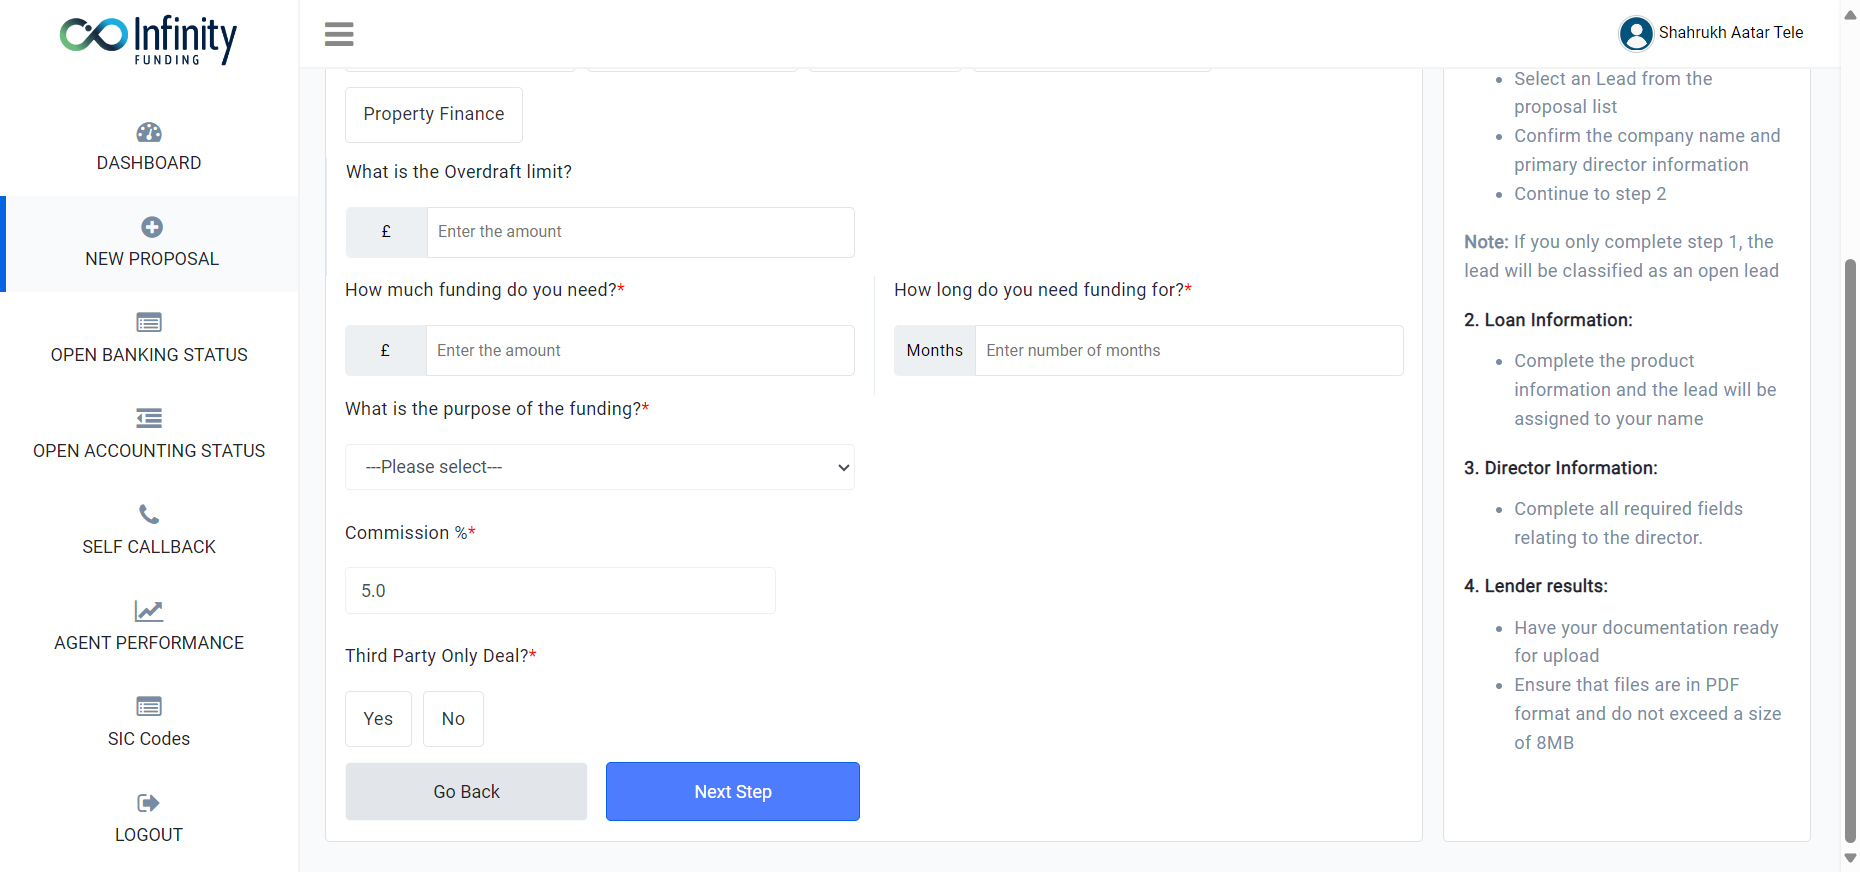 Infinity
FUNDING
Shahrukh Aatar Tele
DASHBOARD
NEW PROPOSAL
OPEN BANKING STATUS
OPEN ACCOUNTING STATUS
SELF CALLBACK
AGENT PERFORMANCE
SIC Codes
LOGOUT
Property Finance
What is the Overdraft limit?
£ Enter the amount
How much funding do you need?*
£ Enter the amount
How long do you need funding for?*
Months Enter number of months
What is the purpose of the funding?*
---Please select---
Commission %*
5.0
Third Party Only Deal?*
Yes No
Go Back Next Step
• Select an Lead from the
proposal list
• Confirm the company name and
primary director information
• Continue to step 2
Note: If you only complete step 1, the
lead will be classified as an open lead
2. Loan Information:
• Complete the product
information and the lead will be
assigned to your name
3. Director Information:
• Complete all required fields
relating to the director.
4. Lender results:
• Have your documentation ready
for upload
• Ensure that files are in PDF
format and do not exceed a size
of 8MB